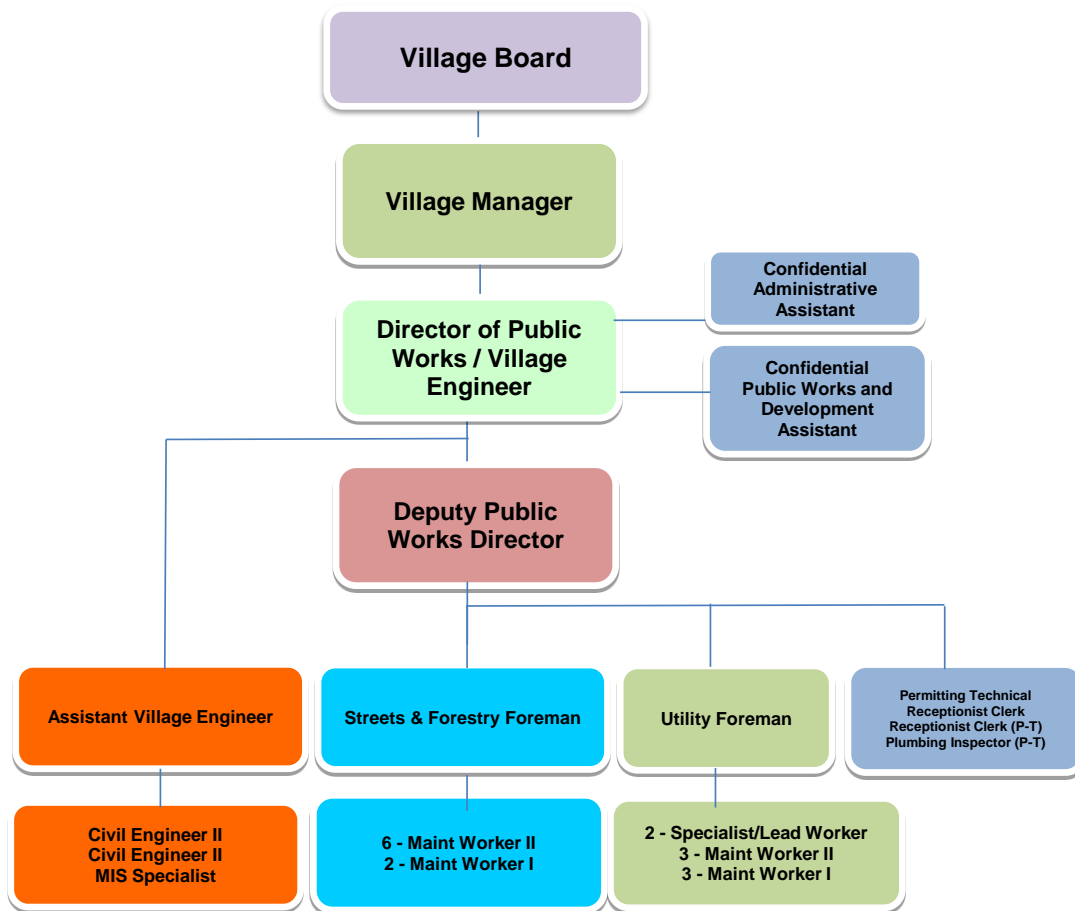 Village Board
Village Manager
Confidential
Administrative
Assistant
Director of Public
Works / Village
Engineer
Confidential
Public Works and
Development
Assistant
Deputy Public
Works Director
Assistant Village Engineer
Streets & Forestry Foreman
Utility Foreman
Permitting Technical
Receptionist Clerk
Receptionist Clerk (P-T)
Plumbing Inspector (P-T)
Civil Engineer II
Civil Engineer II
MIS Specialist
6 - Maint Worker II
2 - Maint Worker I
2 - Specialist/Lead Worker
3 - Maint Worker II
3 - Maint Worker I